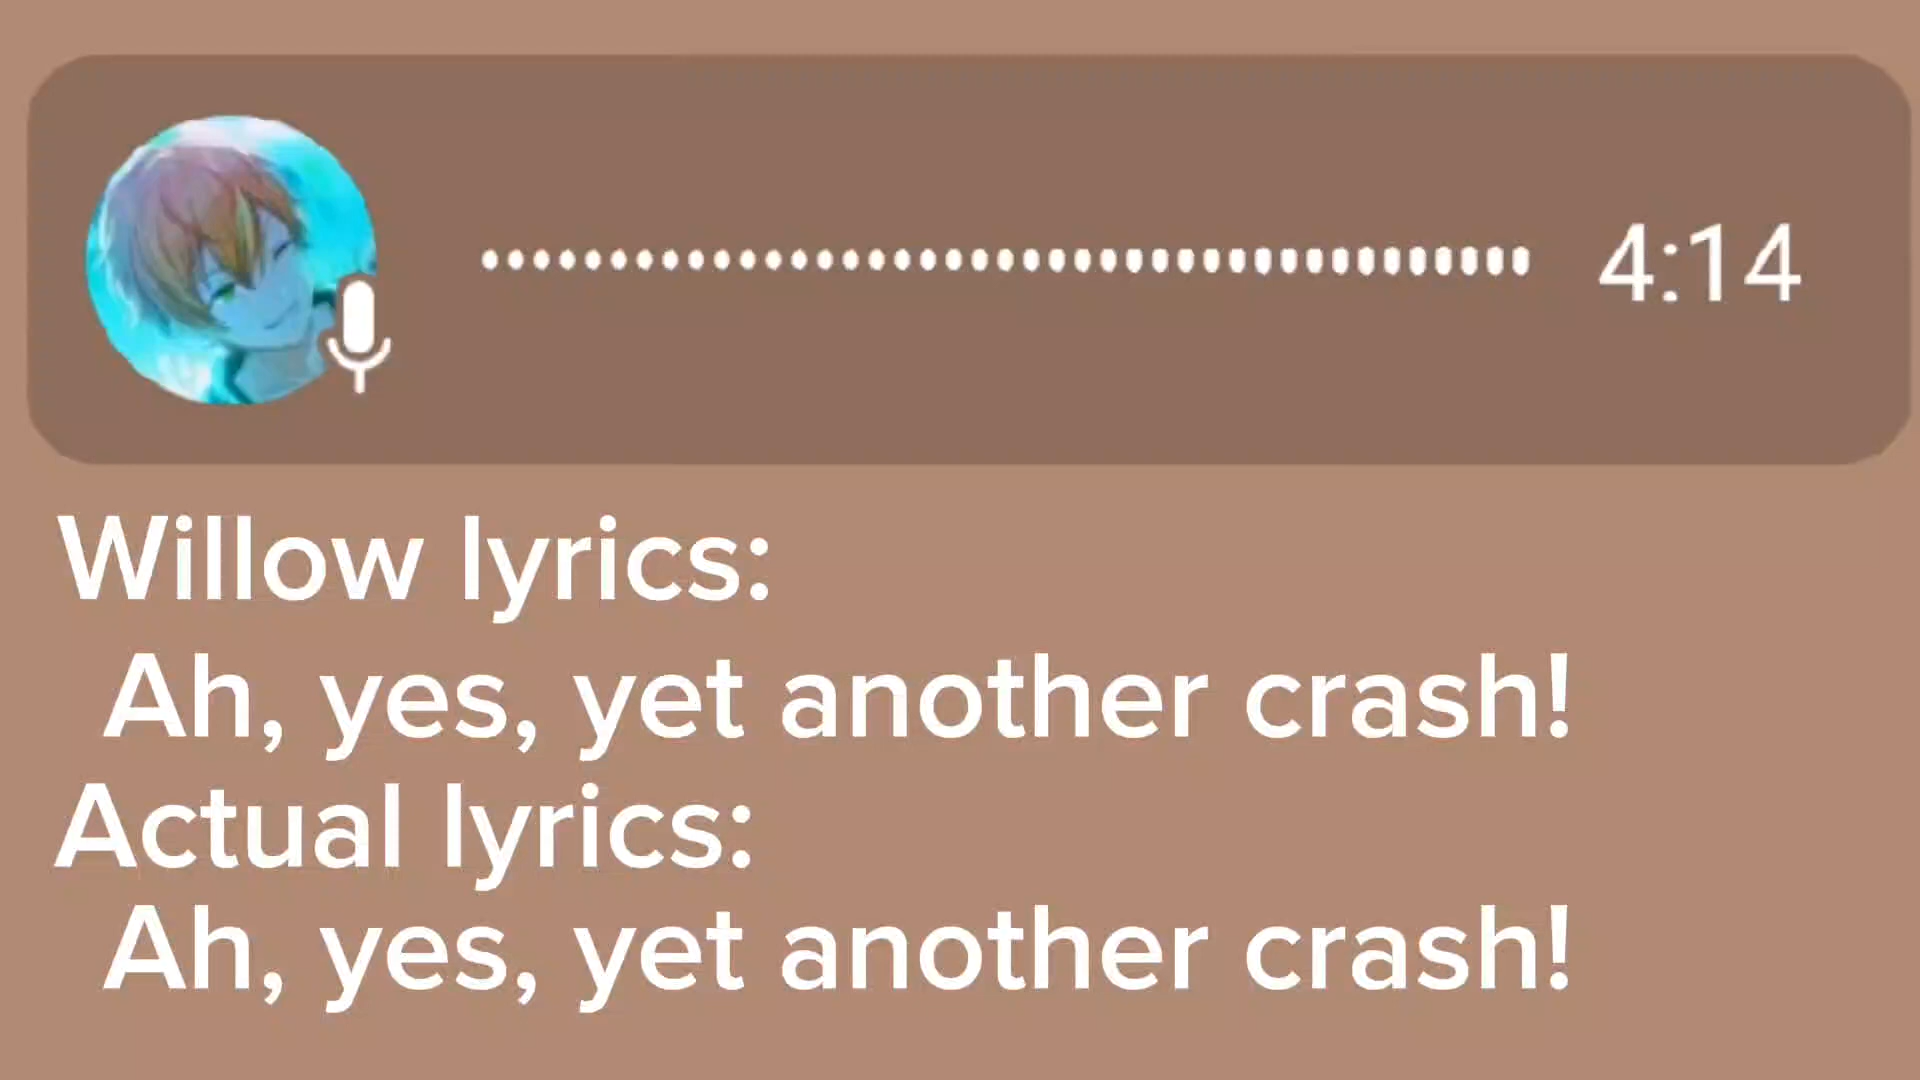 4:14
Willow lyrics:
Ah, yes, yet another crash!
Actual lyrics:
Ah, yes, yet another crash!